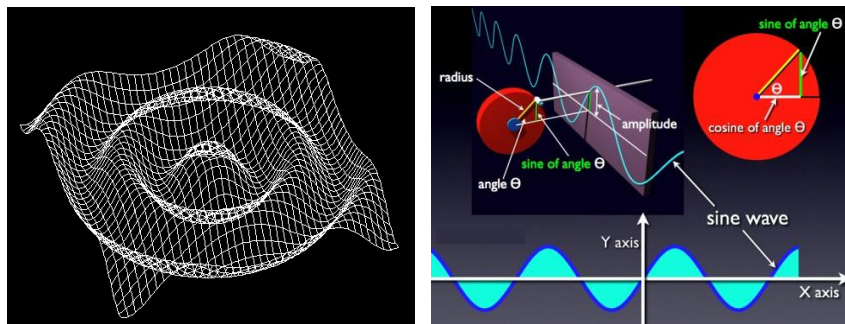 sine of angle Θ
radius
Θ
amplitude
cosine of angle Θ
sine of angle Θ
angle Θ
sine wave
Y axis
X axis